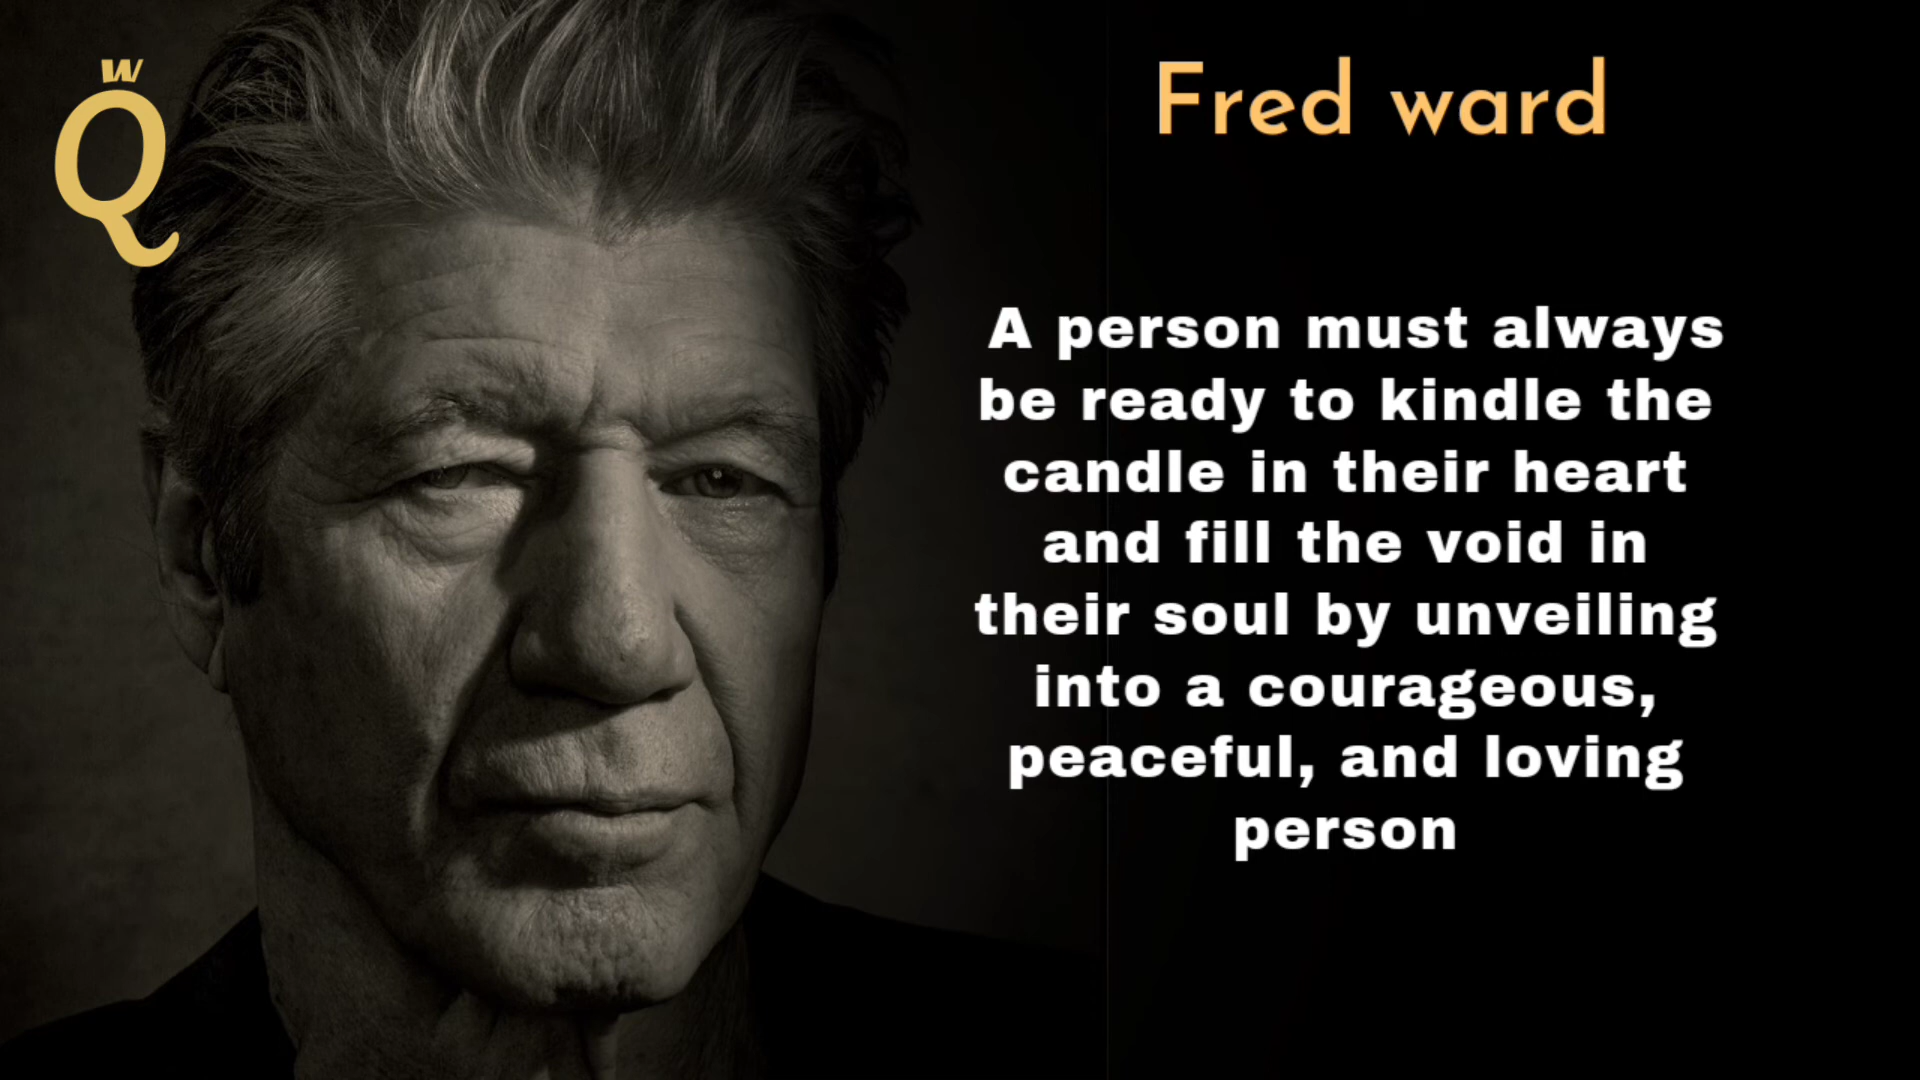 w
Q
Fred ward
A person must always
be ready to kindle the
candle in their heart
and fill the void in
their soul by unveiling
into a courageous,
peaceful, and loving
person